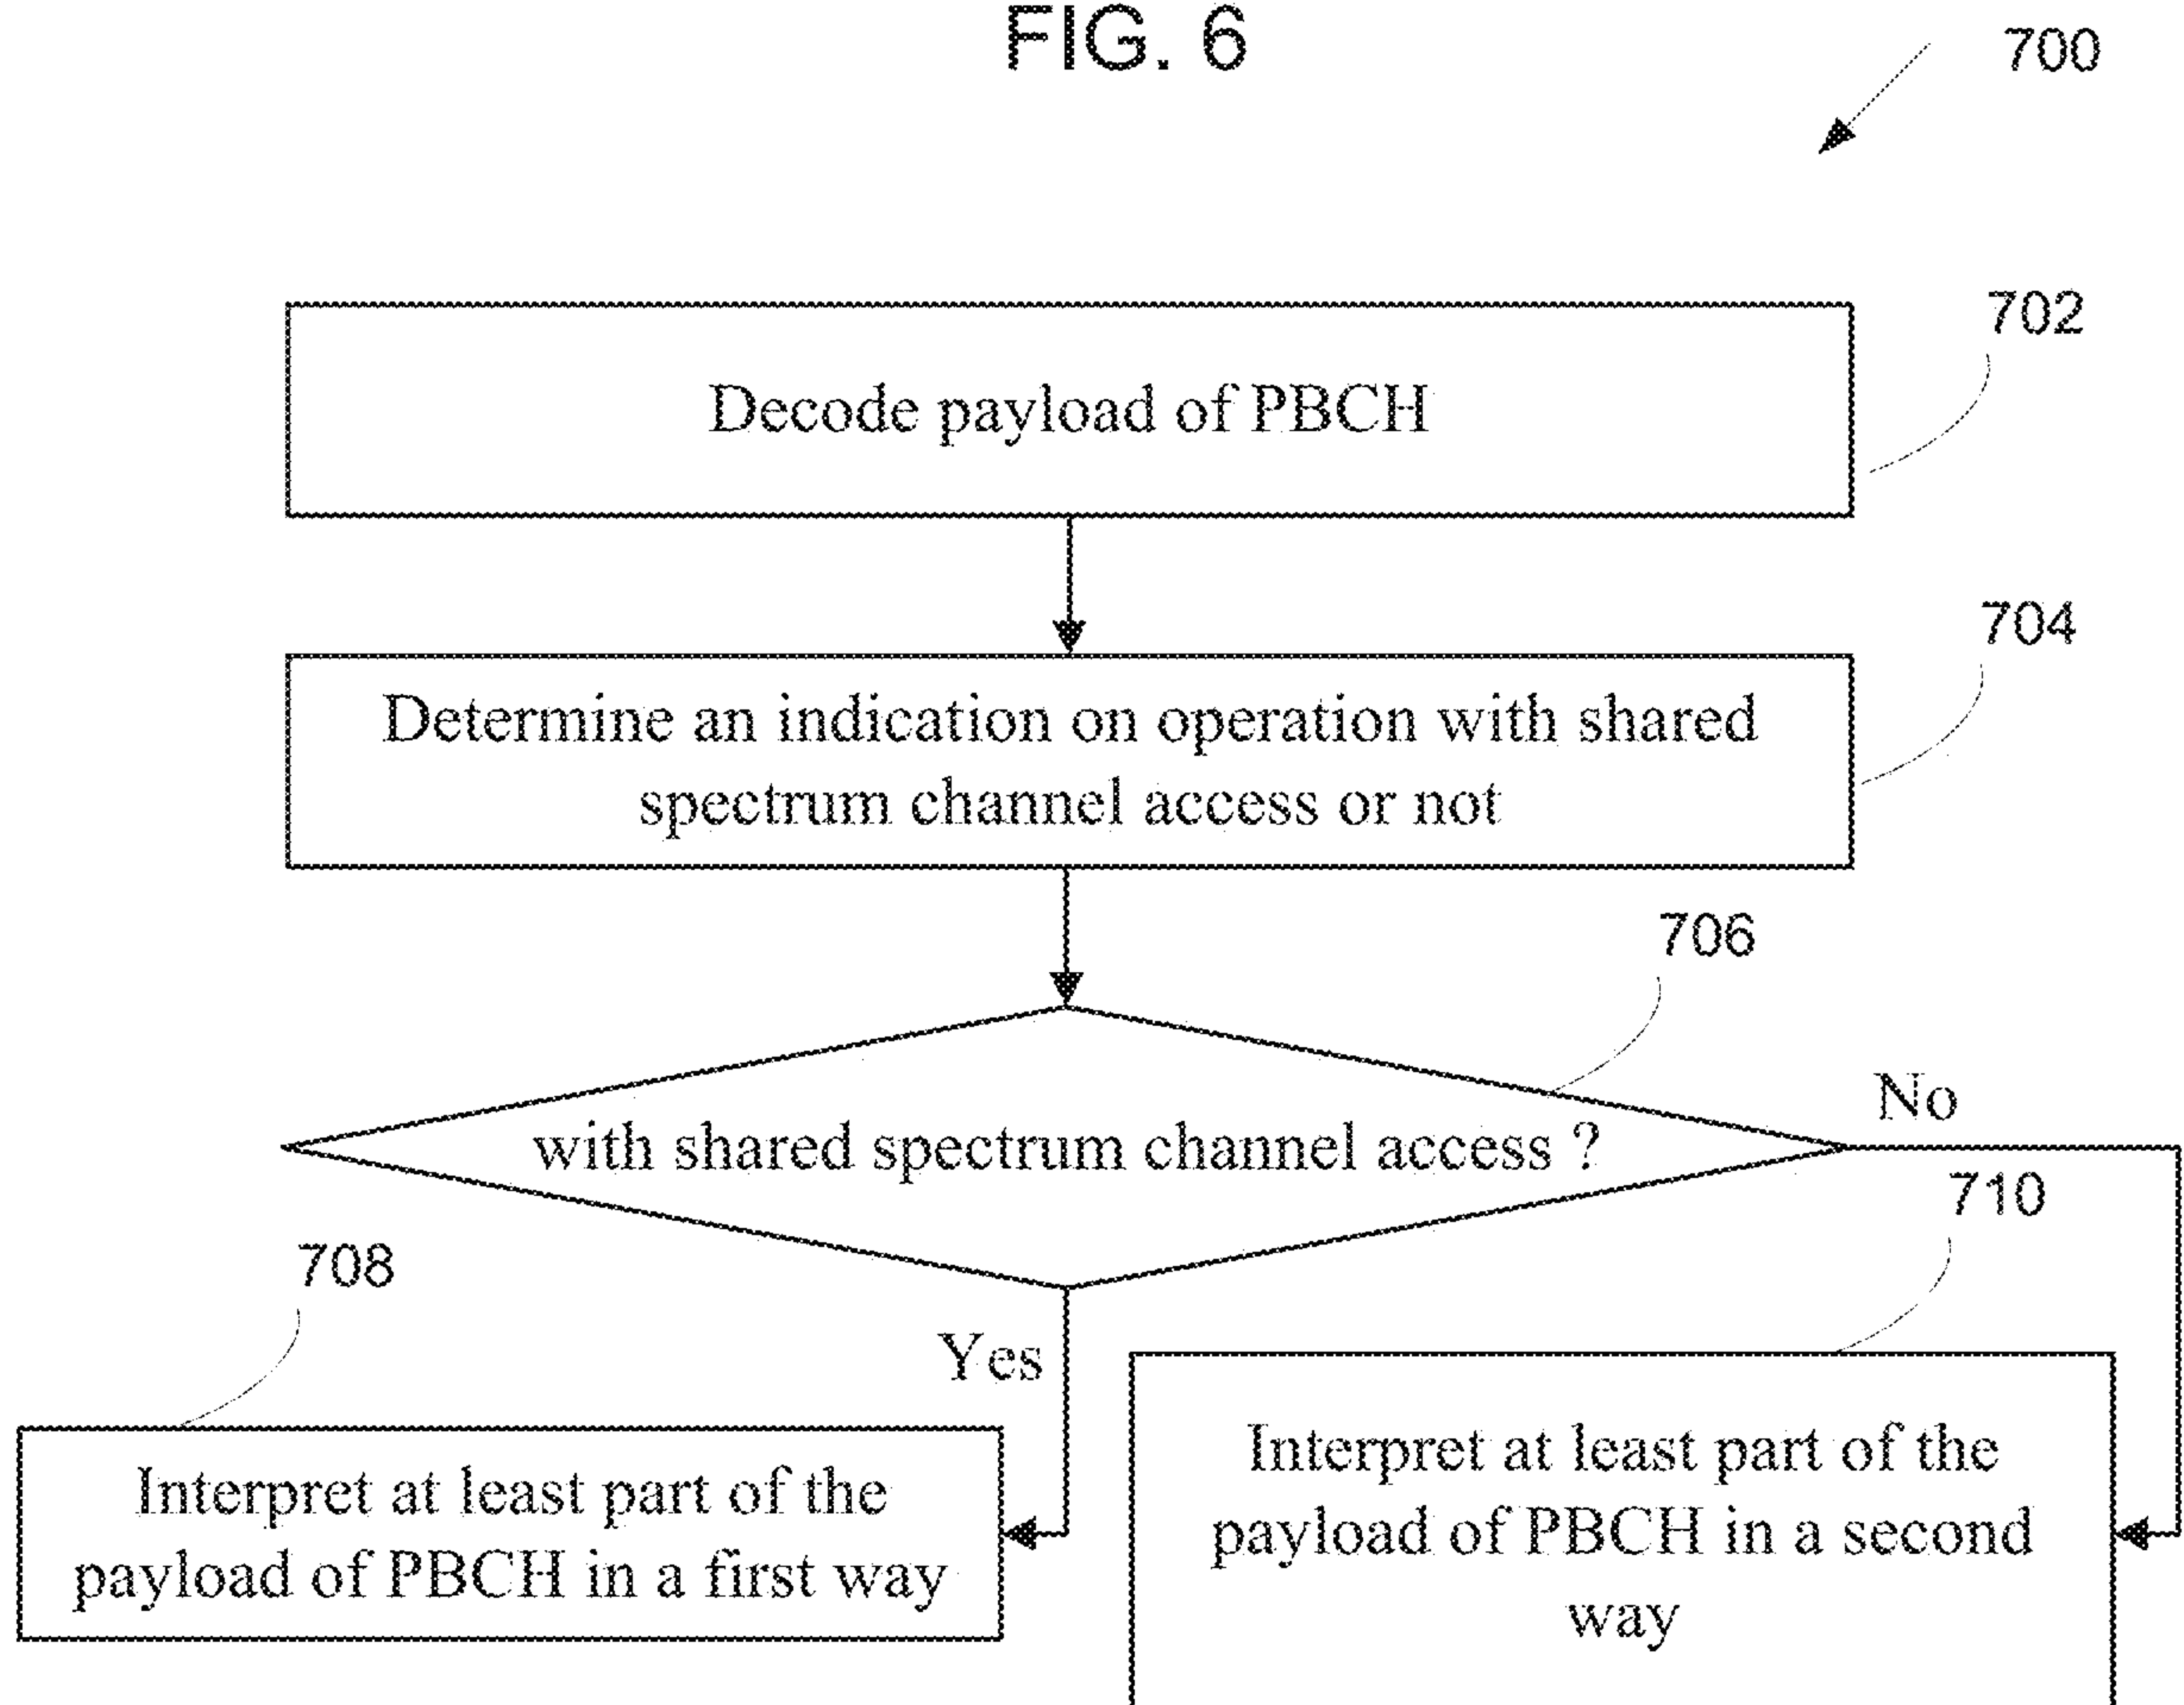 FIG. 6
700
702
Decode payload of PBCH
704
Determine an indication on operation with shared
spectrum channel access or not
706
with shared spectrum channel access ?
No
710
708
Yes
Interpret at least part of the
payload of PBCH in a first way
Interpret at least part of the
payload of PBCH in a second
way